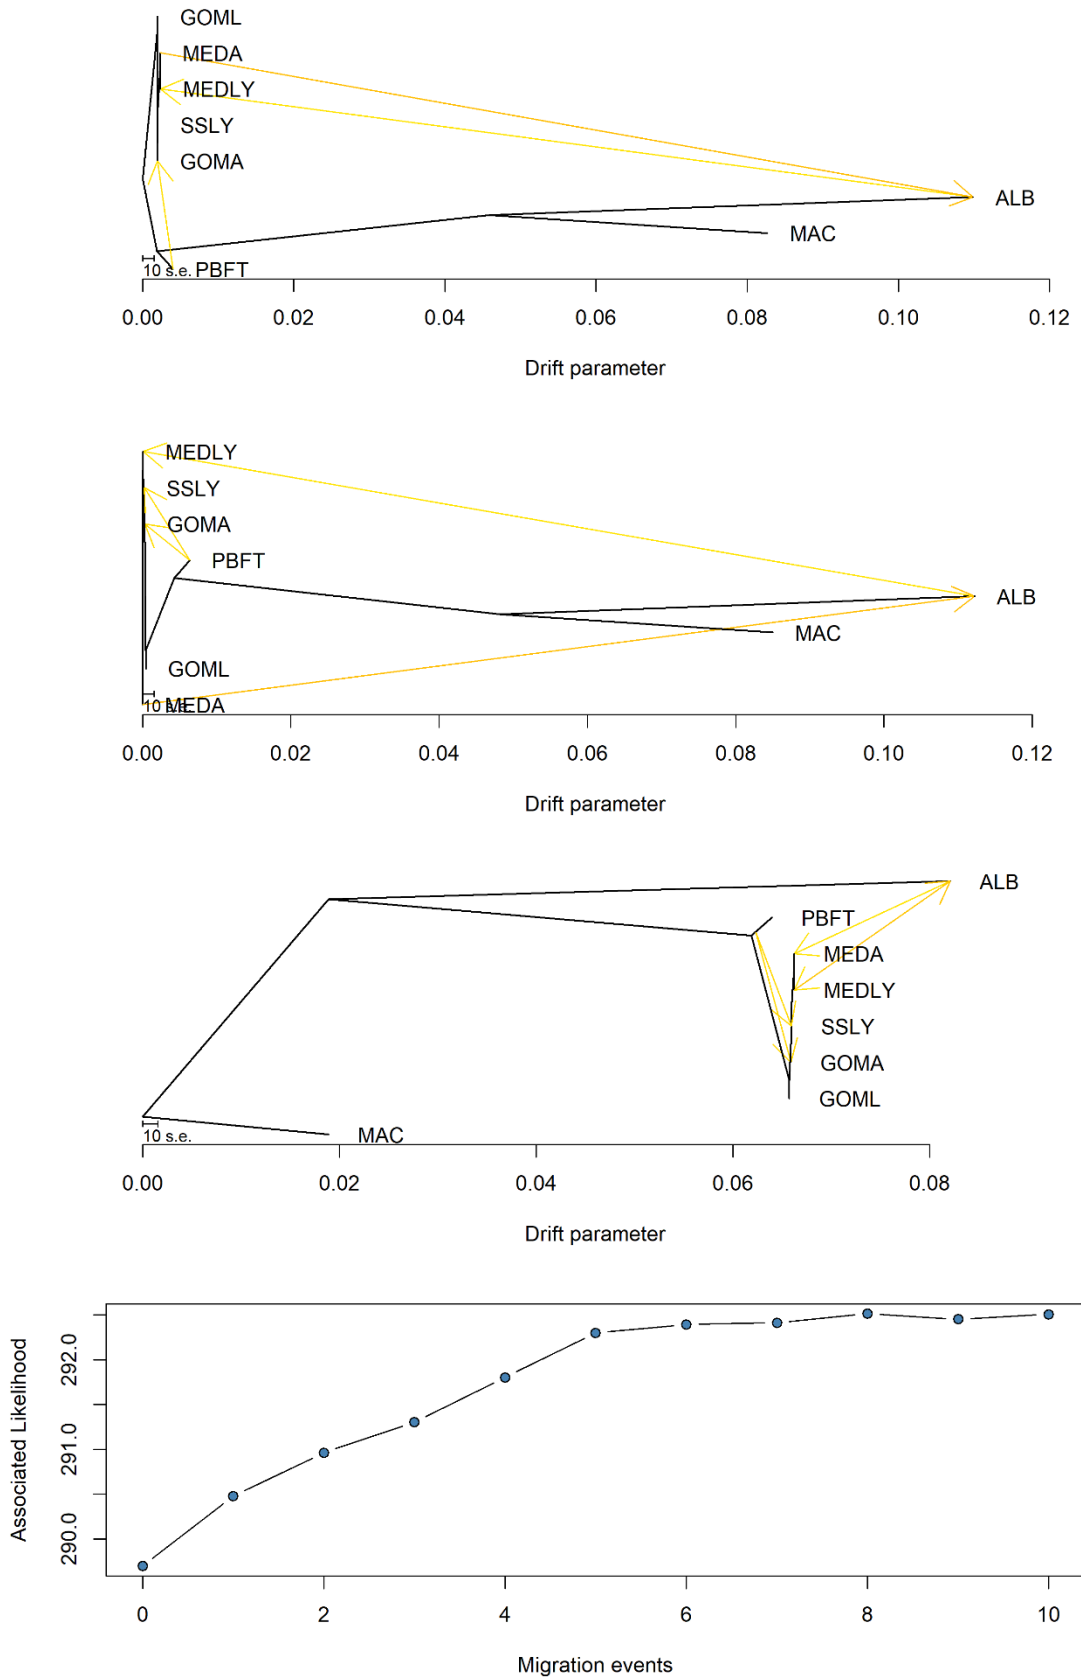 GOML
MEDA
MEDLY
SSLY
GOMA
ALB
MAC
10 s.e. PBFT
0.00 0.02 0.04 0.06 0.08 0.10 0.12
Drift parameter
MEDLY
SSLY
GOMA
PBFT
ALB
MAC
GOML
10 s.e. MEDA
0.00 0.02 0.04 0.06 0.08 0.10 0.12
Drift parameter
ALB
PBFT
MEDA
MEDLY
SSLY
GOMA
GOML
MAC
10 s.e.
0.00 0.02 0.04 0.06 0.08
Drift parameter
Associated Likelihood
292.0
291.0
290.0
0 2 4 6 8 10
Migration events